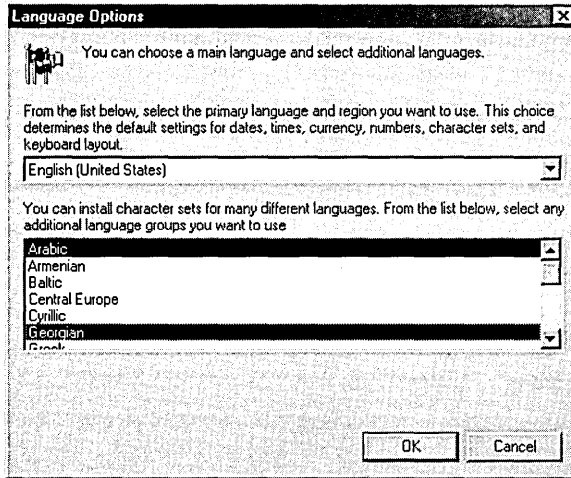 Language Options
You can choose a main language and select additional languages.
From the list below, select the primary language and region you want to use. This choice
determines the default settings for dates, times, currency, numbers, character sets, and
keyboard layout.
English (United States)
You can install character sets for many different languages. From the list below, select any
additional language groups you want to use
Arabic
Armenian
Baltic
Central Europe
Cyrillic
Georgian
Greek
OK
Cancel